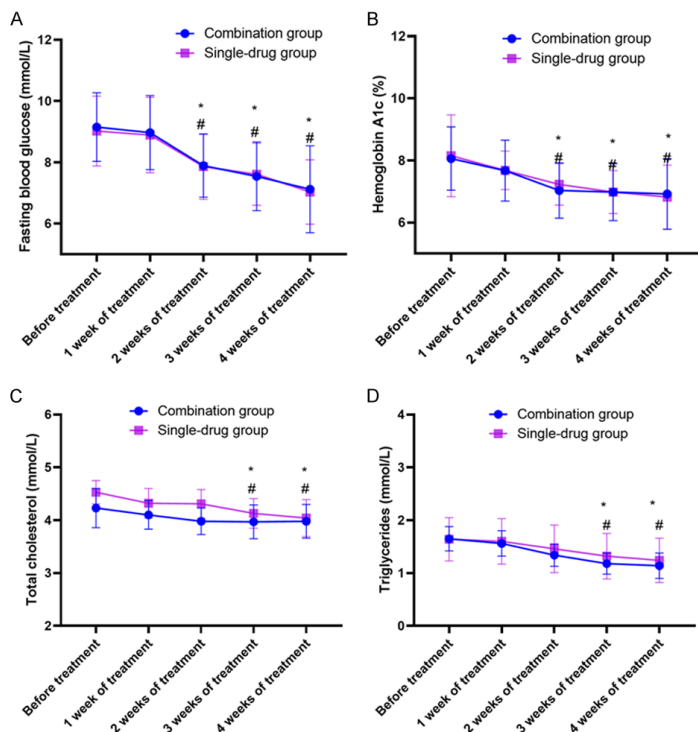 A
Combination group
Single-drug group
Fasting blood glucose (mmol/L)
12
10
8
6
* * *
# # #
Before treatment
1 week of treatment
2 weeks of treatment
3 weeks of treatment
4 weeks of treatment
B
Combination group
Single-drug group
Hemoglobin A1c (%)
12
10
8
6
* * *
# # #
Before treatment
1 week of treatment
2 weeks of treatment
3 weeks of treatment
4 weeks of treatment
C
Combination group
Single-drug group
Total cholesterol (mmol/L)
6
5
4
3
2
* *
# #
Before treatment
1 week of treatment
2 weeks of treatment
3 weeks of treatment
4 weeks of treatment
D
Combination group
Single-drug group
Triglycerides (mmol/L)
4
3
2
1
0
* *
# #
Before treatment
1 week of treatment
2 weeks of treatment
3 weeks of treatment
4 weeks of treatment